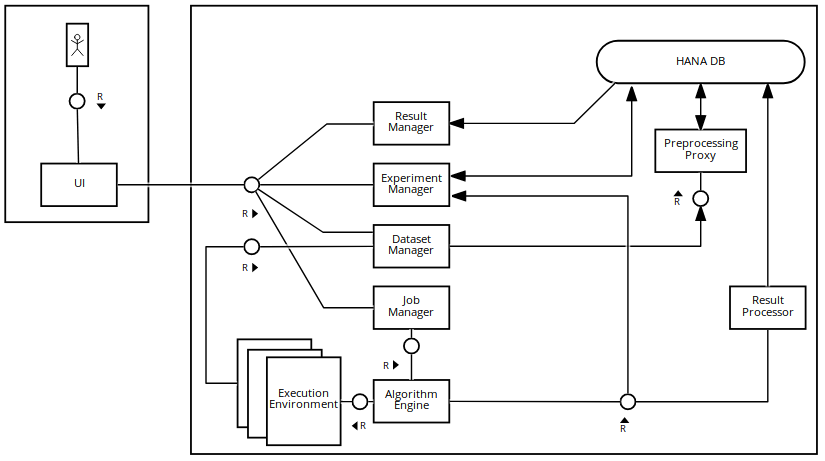 R
HANA DB
Result
Manager
Preprocessing
Proxy
UI
Experiment
Manager
R
R
Dataset
Manager
R
Job
Manager
Result
Processor
R
Execution
Environment
Algorithm
Engine
R
R